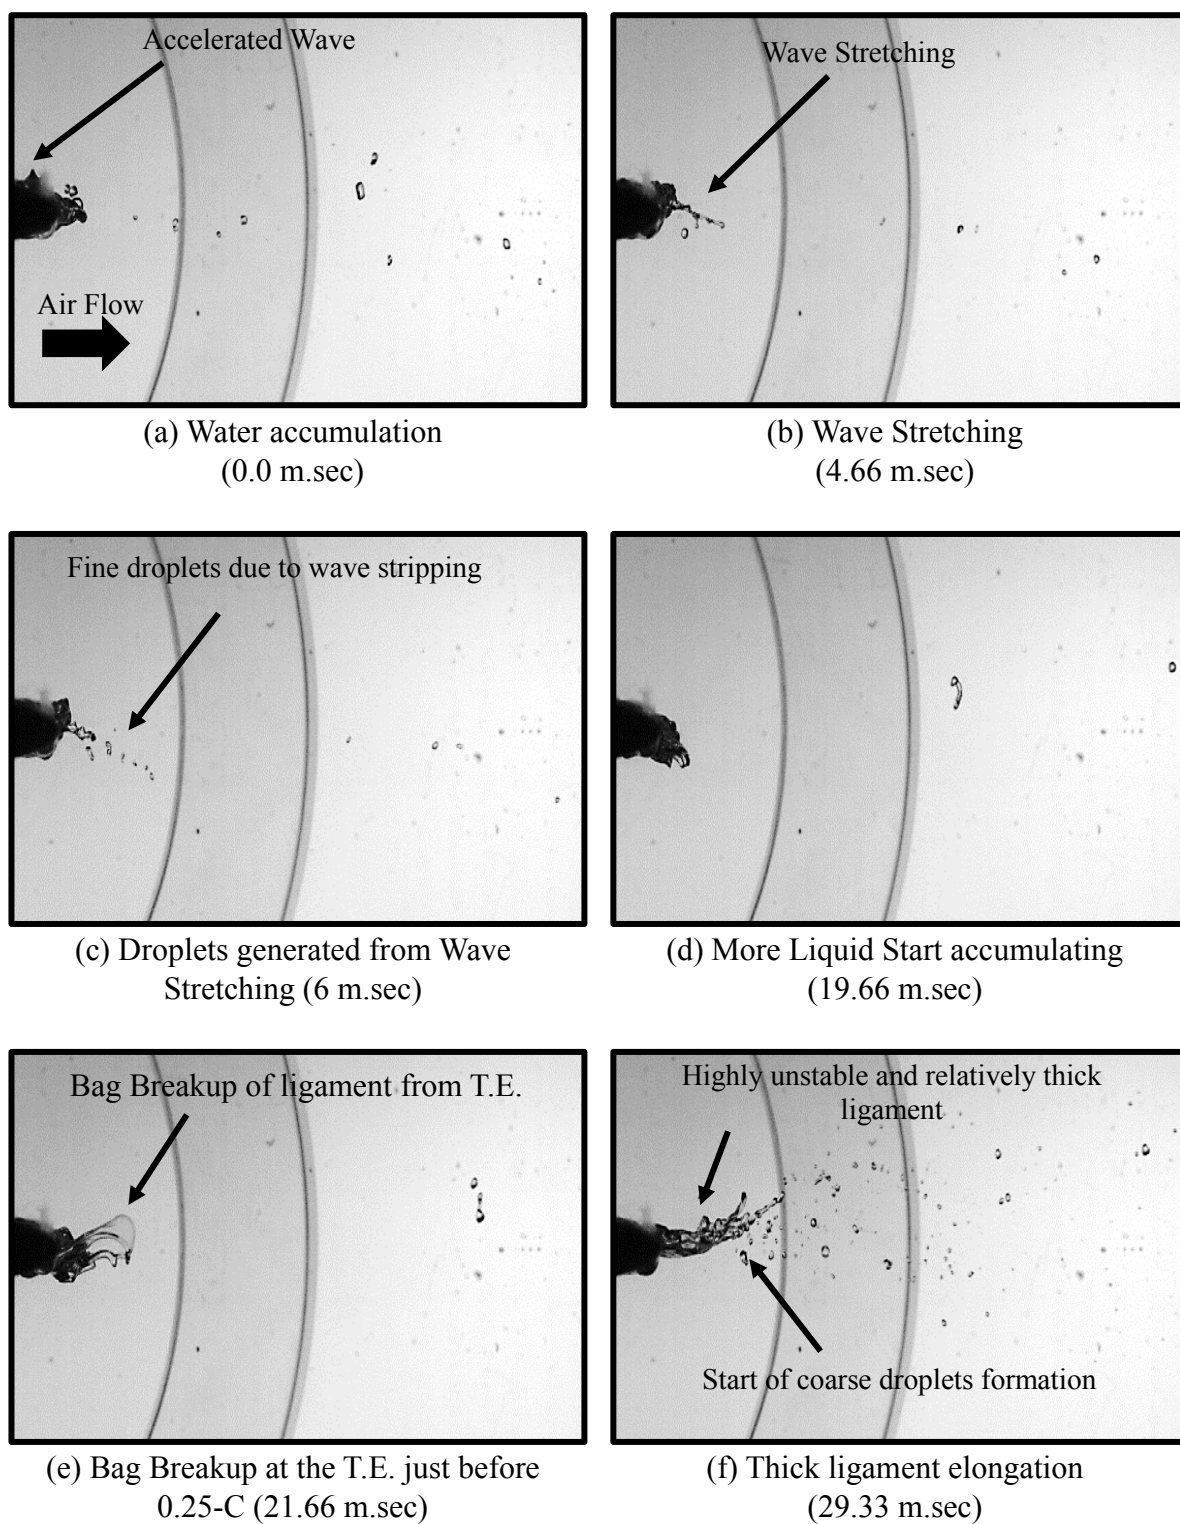 Accelerated Wave
Air Flow
(a) Water accumulation
(0.0 m.sec)
Wave Stretching
(b) Wave Stretching
(4.66 m.sec)
Fine droplets due to wave stripping
(c) Droplets generated from Wave
Stretching (6 m.sec)
(d) More Liquid Start accumulating
(19.66 m.sec)
Bag Breakup of ligament from T.E.
(e) Bag Breakup at the T.E. just before
0.25-C (21.66 m.sec)
Highly unstable and relatively thick
ligament
Start of coarse droplets formation
(f) Thick ligament elongation
(29.33 m.sec)